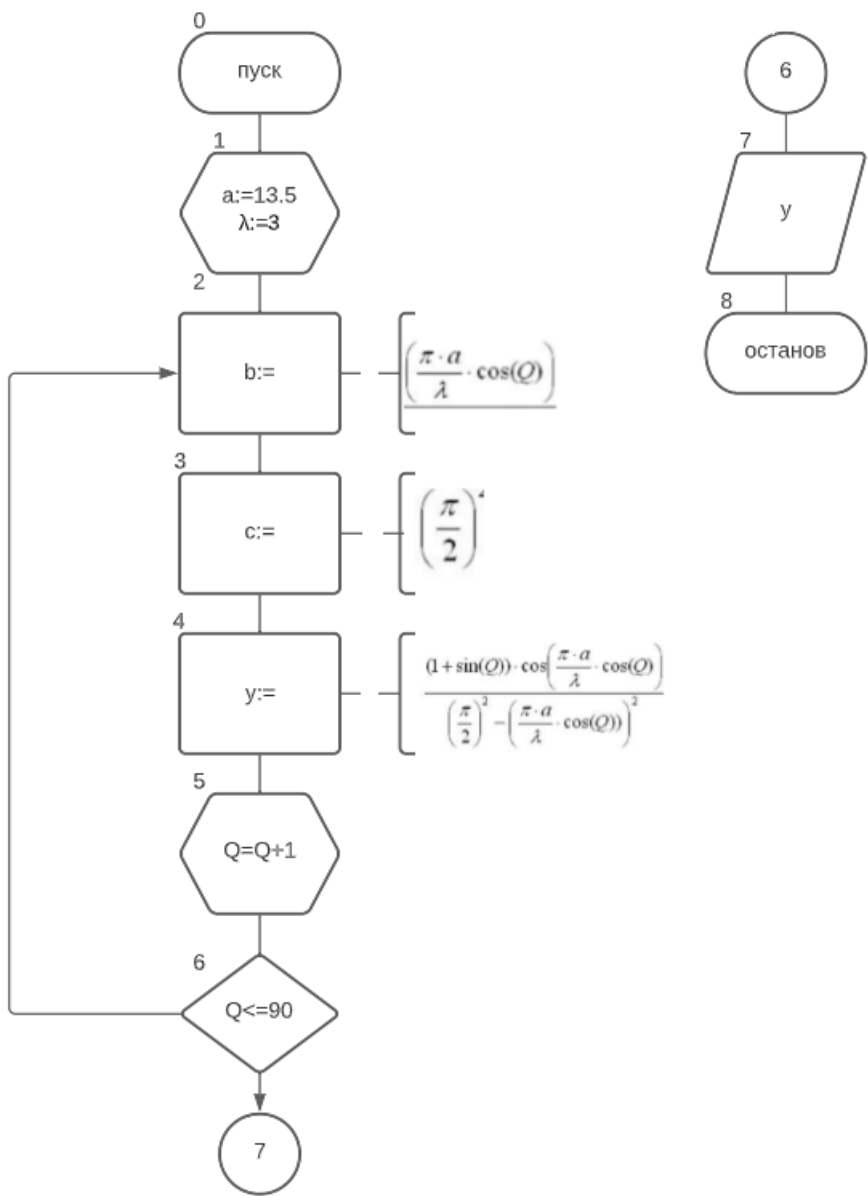 0
пуск
1
a:=13.5
λ:=3
2
b:=
(π·a/λ · cos(Q))
3
c:=
(π/2)
4
y:=
(1+sin(Q))·cos(π·a/λ · cos(Q))
(π/2)² − (π·a/λ · cos(Q))²
5
Q=Q+1
6
Q<=90
7
6
7
y
8
останов